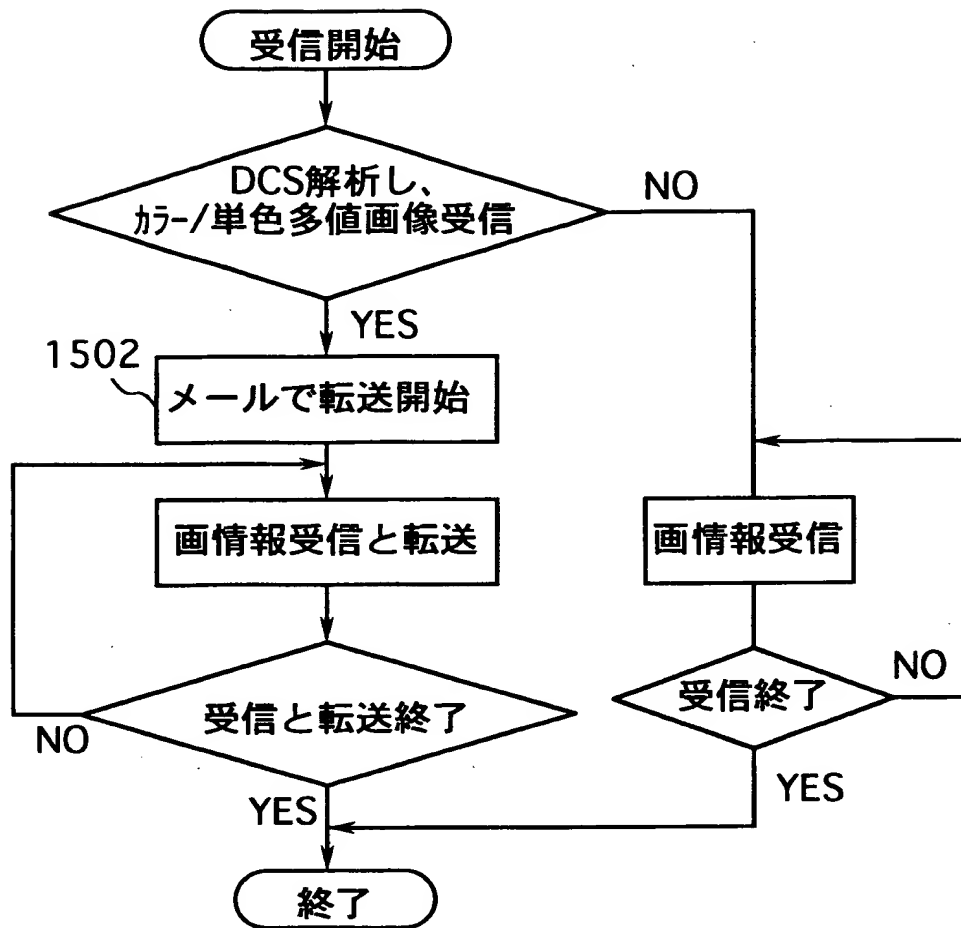 受信開始
DCS解析し、
ｶﾗｰ/単色多値画像受信
NO
YES
1502
メールで転送開始
画情報受信と転送
画情報受信
受信と転送終了
NO
YES
受信終了
NO
YES
終了